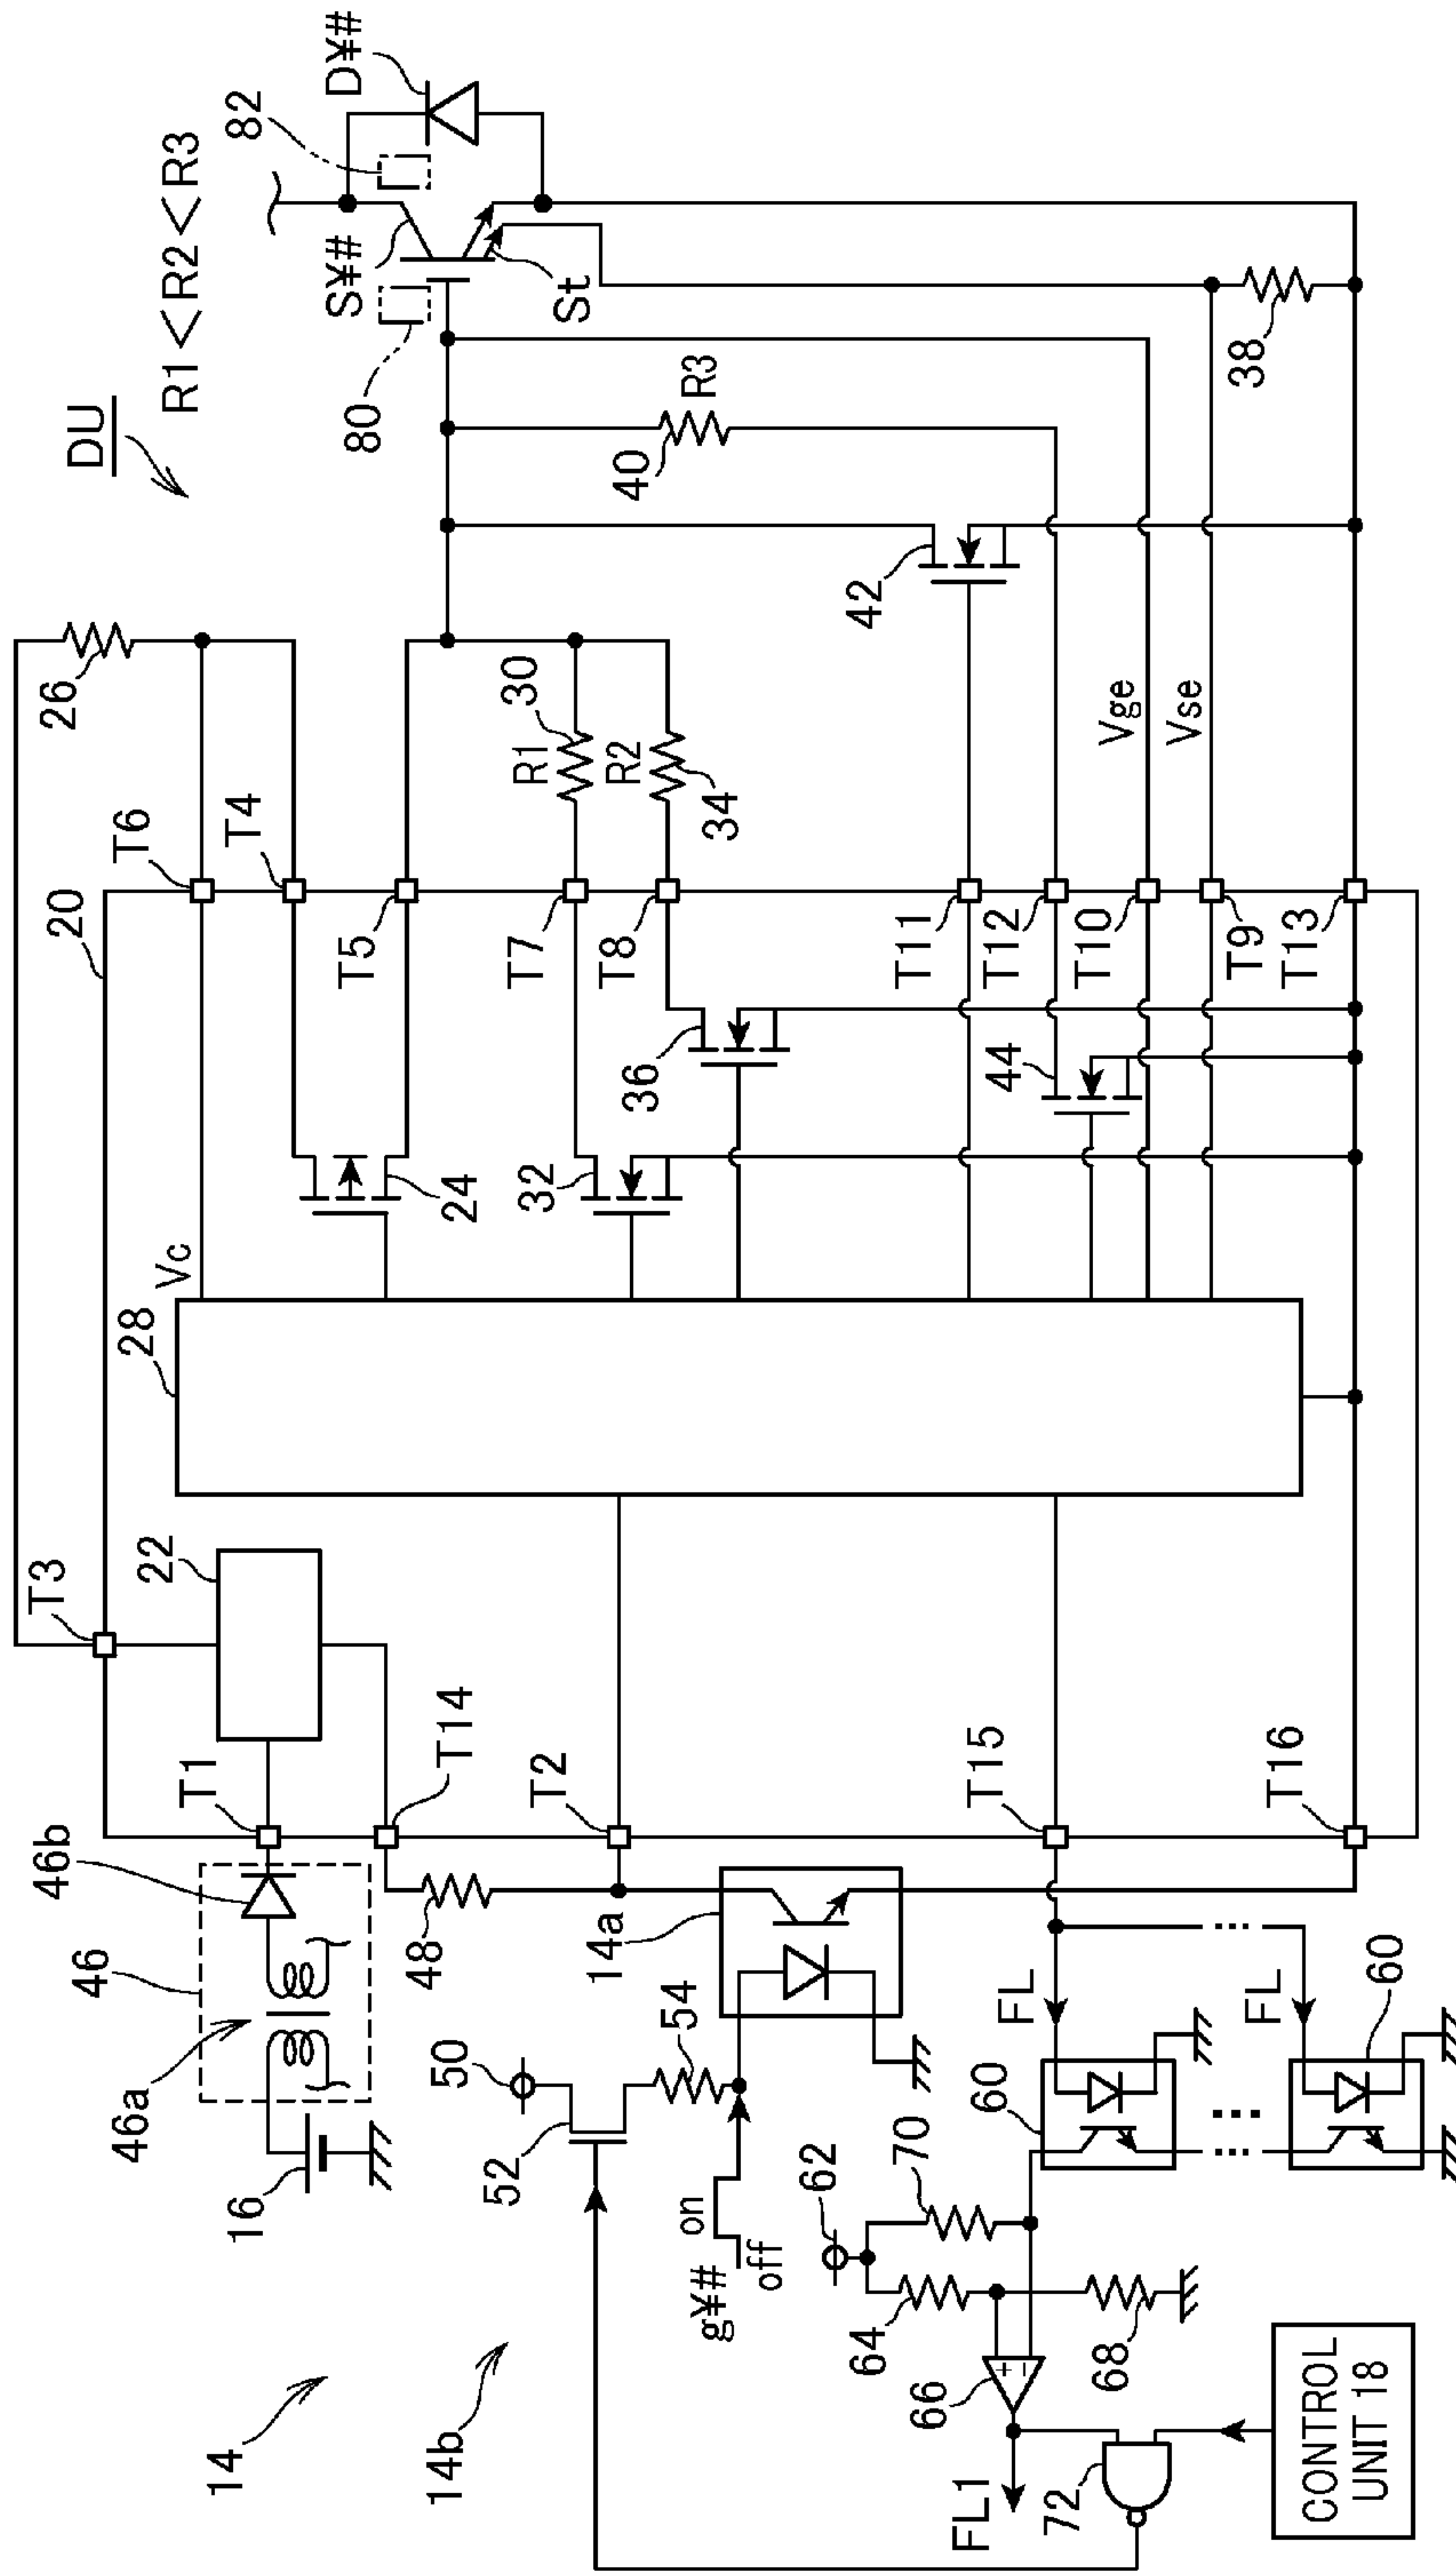 DU
R1<R2<R3
26
82
D¥#
S¥#
St
80
20
T3
T6
T4
T5
T7
T8
T11
T12
T10
T9
T13
R1
30
R2
34
40
R3
42
38
Vge
Vse
Vc
28
24
32
36
44
22
T1
T14
T2
T15
T16
46
46b
46a
16
48
14a
50
52
54
g¥#
on
off
14
14b
62
70
64
66
68
60
FL
FL
60
FL1
72
CONTROL
UNIT 18